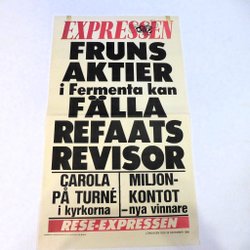 EXPRESSEN
FRUNS
AKTIER
i Fermenta kan
FÄLLA
REFAATS
REVISOR
CAROLA
PÅ TURNÉ
i kyrkorna
MILJON-
KONTOT
–nya vinnare
RESE-EXPRESSEN